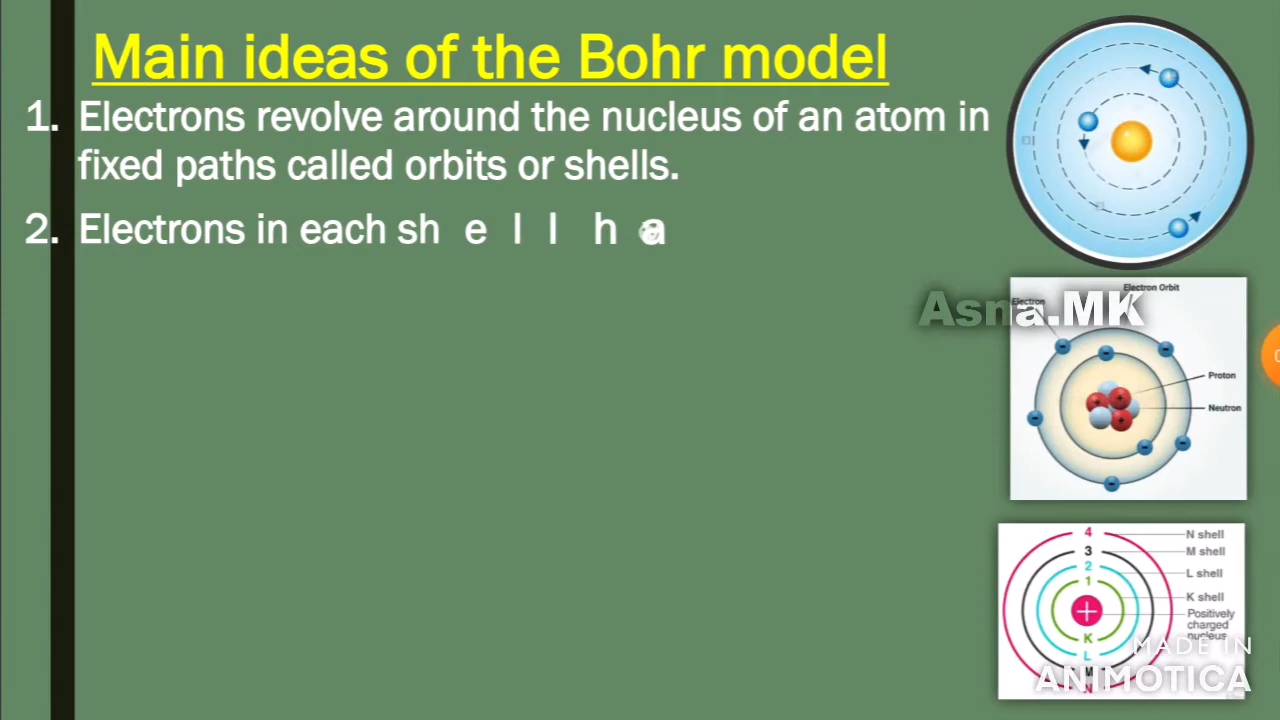 Main ideas of the Bohr model
1. Electrons revolve around the nucleus of an atom in
fixed paths called orbits or shells.
2. Electrons in each sh e l l h a
Asna.MK
Electron Orbit
Electron
Proton
Neutron
4
N shell
3
M shell
2
L shell
1
K shell
+
Positively
charged
nucleus
K
L
M
N
MADE IN
ANIMOTICA